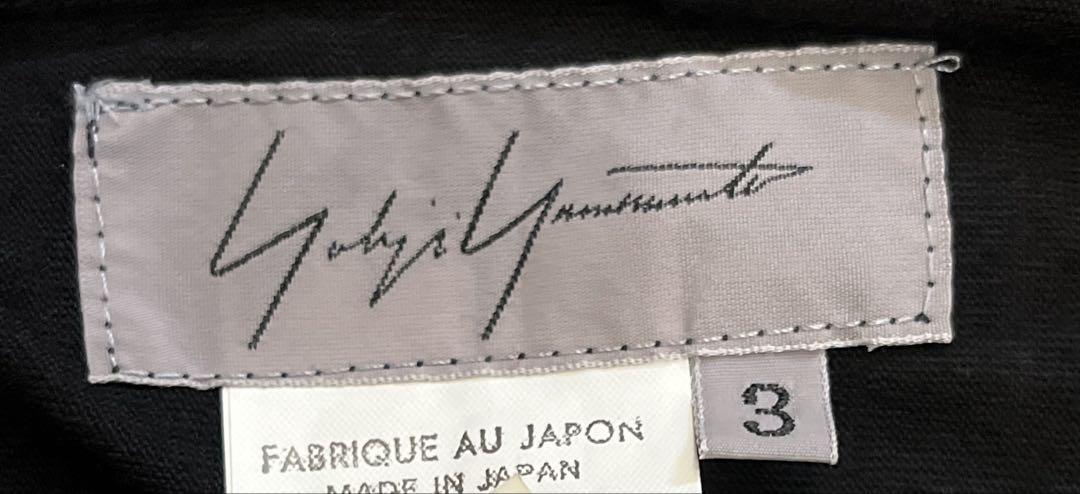 Yohji Yamamoto
3
FABRIQUE AU JAPON
MADE IN JAPAN